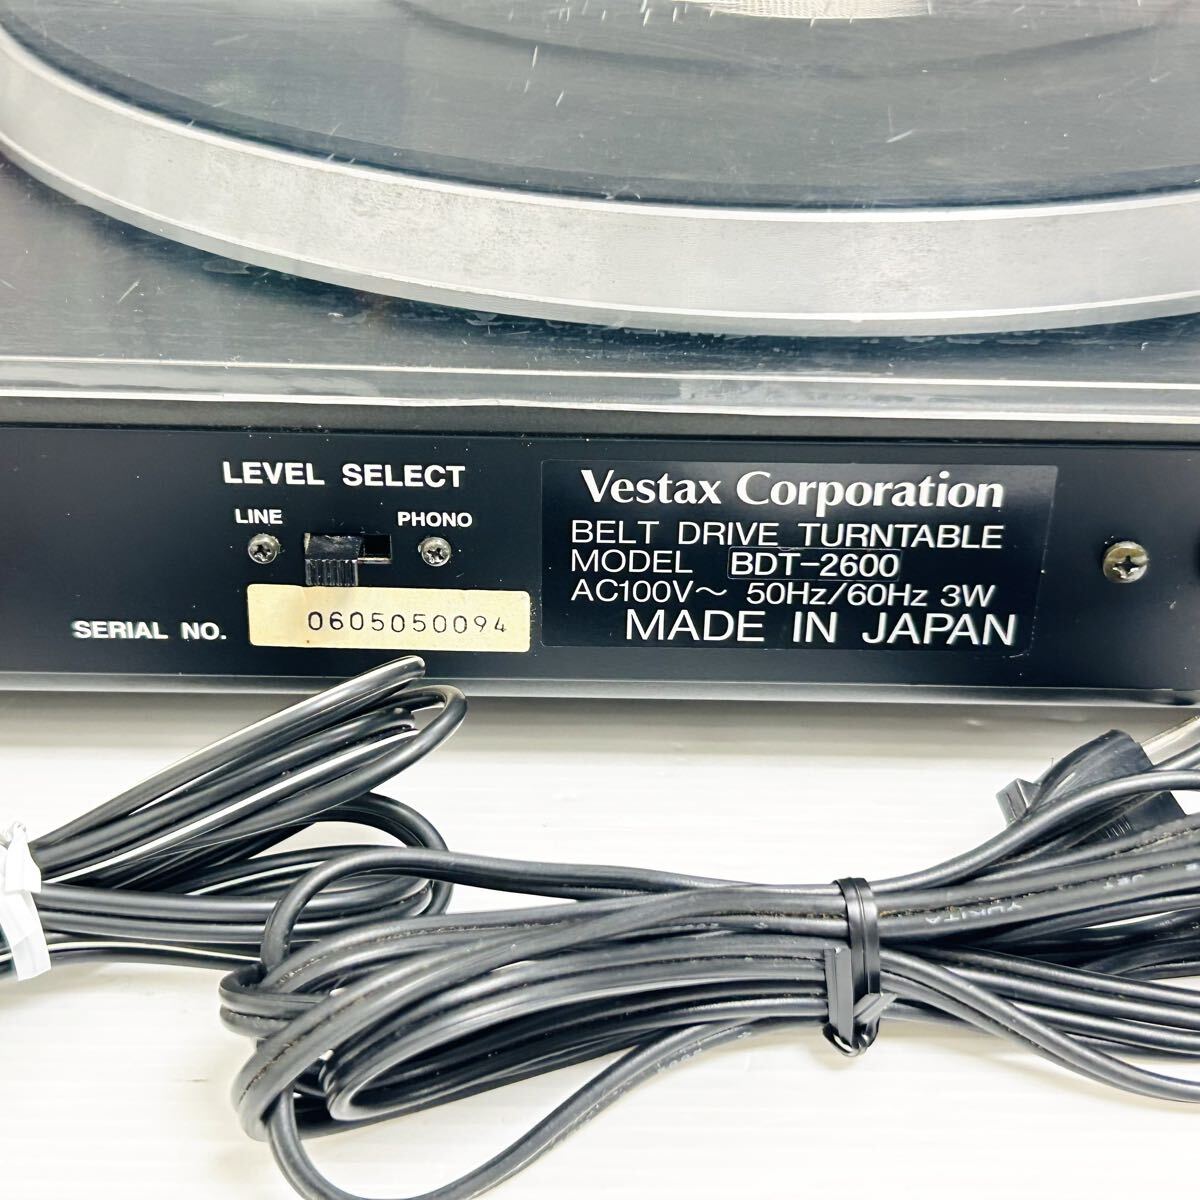 LEVEL SELECT
LINE PHONO
SERIAL NO. 0605050094
Vestax Corporation
BELT DRIVE TURNTABLE
MODEL BDT-2600
AC100V～ 50Hz/60Hz 3W
MADE IN JAPAN
YUKITA